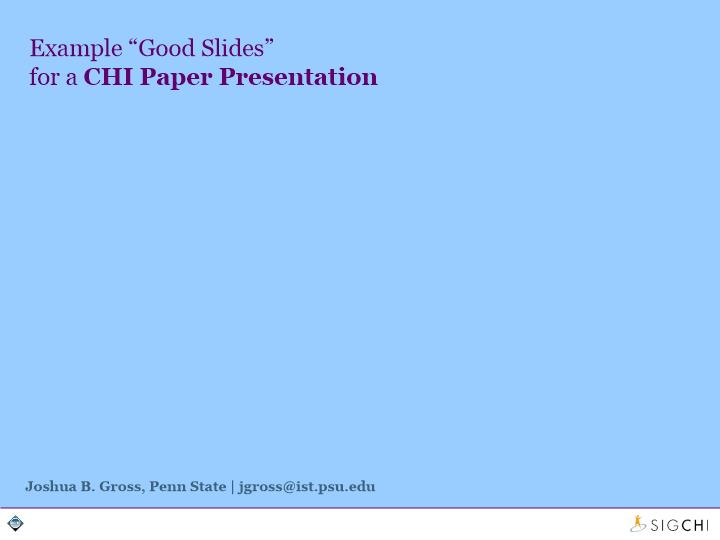 Example “Good Slides”
for a CHI Paper Presentation
Joshua B. Gross, Penn State | jgross@ist.psu.edu
SIGCHI